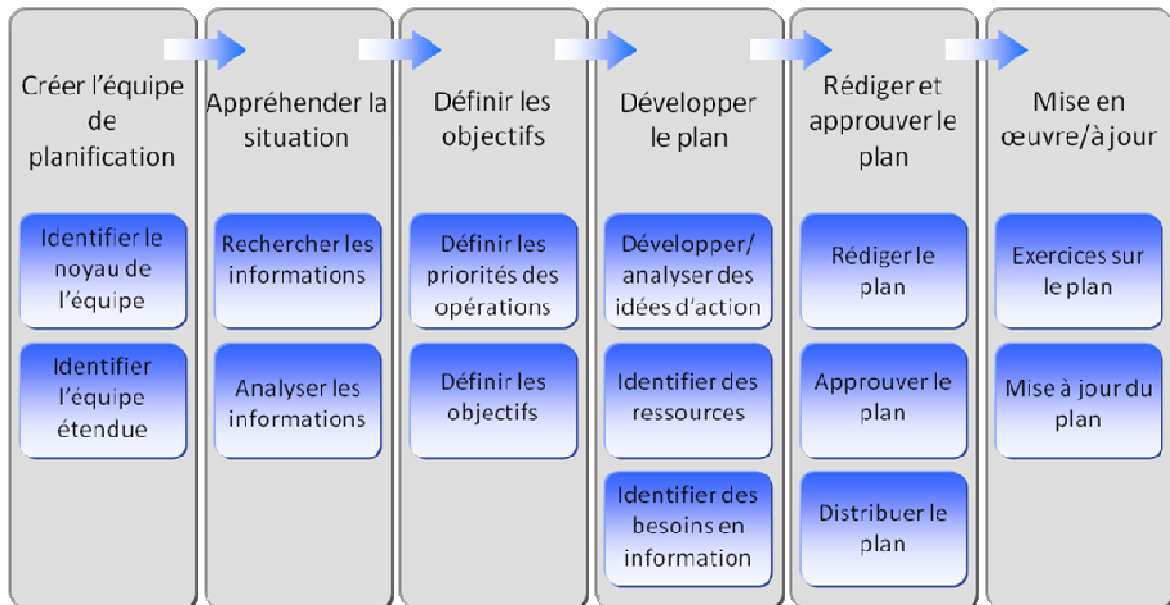 Créer l'équipe
de
planification
Identifier le
noyau de
l'équipe
Identifier
l'équipe
étendue
Appréhender la
situation
Rechercher les
informations
Analyser les
informations
Définir les
objectifs
Définir les
priorités des
opérations
Définir les
objectifs
Développer
le plan
Développer/
analyser des
idées d'action
Identifier des
ressources
Identifier des
besoins en
information
Rédiger et
approuver le
plan
Rédiger le
plan
Approuver le
plan
Distribuer le
plan
Mise en
œuvre/à jour
Exercices sur
le plan
Mise à jour du
plan